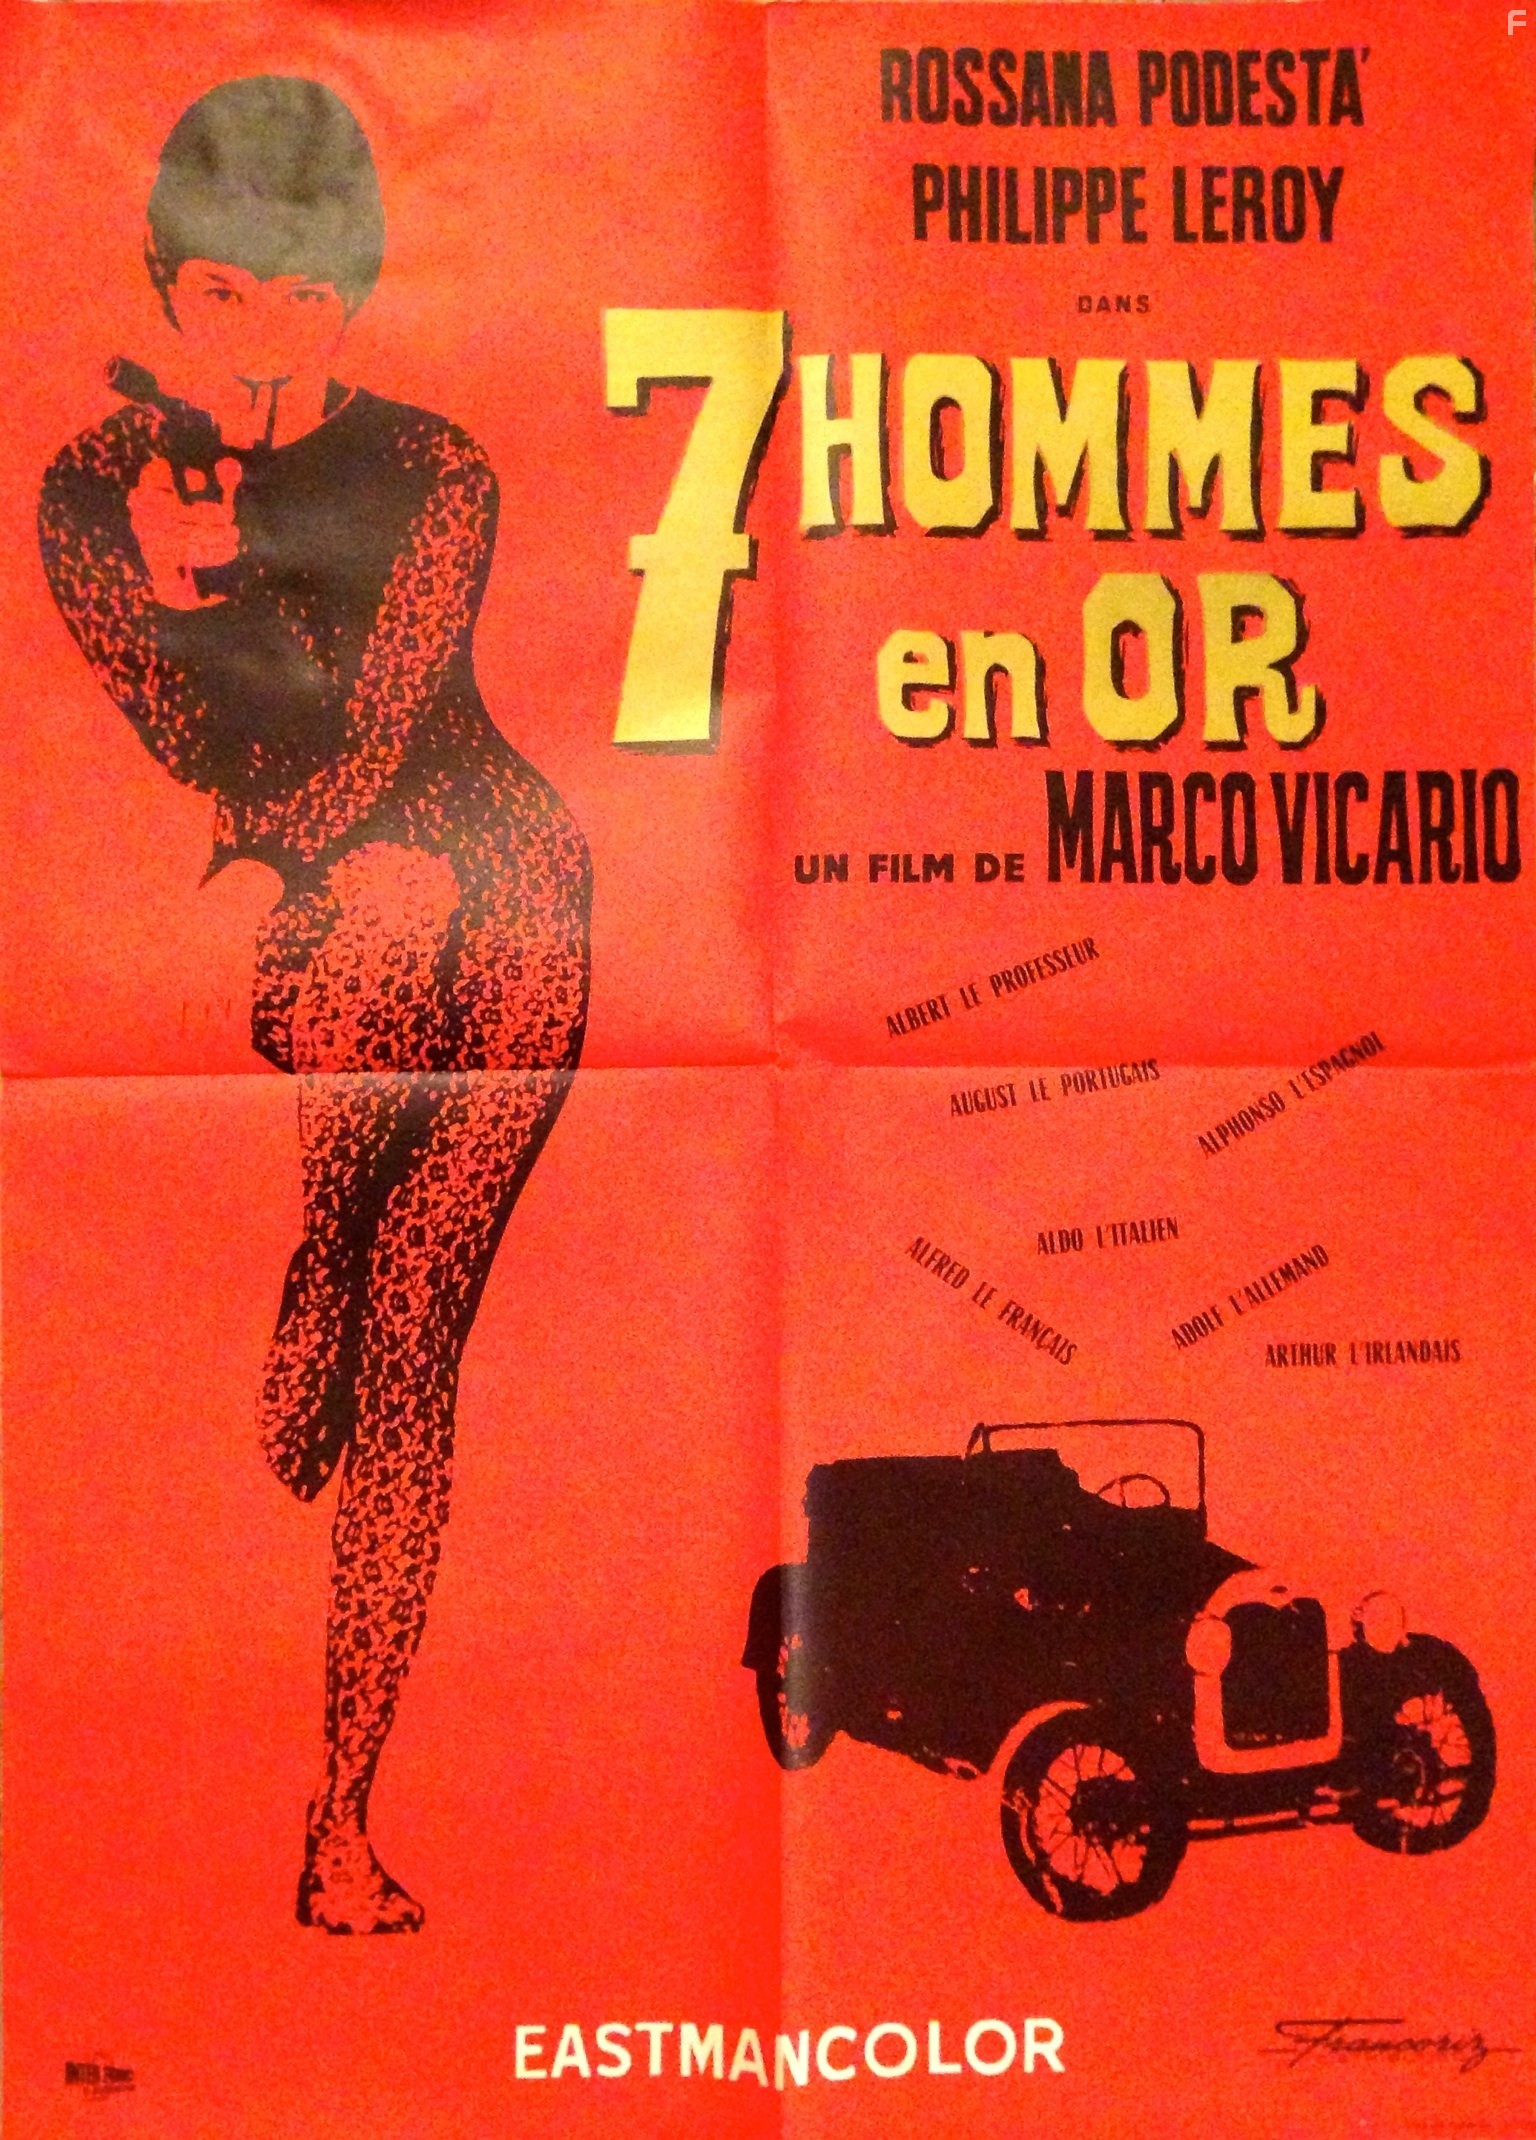 F
ROSSANA PODESTA'
PHILIPPE LEROY
DANS
7 HOMMES
en OR
UN FILM DE MARCO VICARIO
ALBERT LE PROFESSEUR
AUGUST LE PORTUGAIS
ALPHONSO L'ESPAGNOL
ALDO L'ITALIEN
ALFRED LE FRANÇAIS
ADOLF L'ALLEMAND
ARTHUR L'IRLANDAIS
EASTMANCOLOR
Francoriz